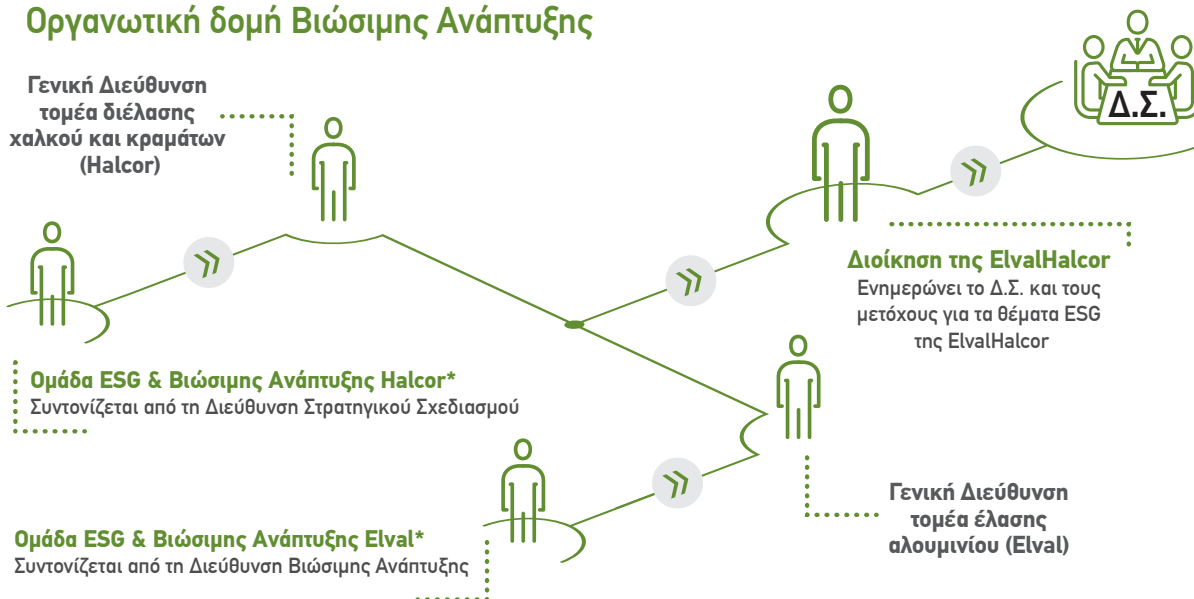 Οργανωτική δομή Βιώσιμης Ανάπτυξης
Γενική Διεύθυνση
τομέα διέλασης
χαλκού και κραμάτων
(Halcor)
Δ.Σ.
Διοίκηση της ElvalHalcor
Ενημερώνει το Δ.Σ. και τους
μετόχους για τα θέματα ESG
της ElvalHalcor
Ομάδα ESG & Βιώσιμης Ανάπτυξης Halcor*
Συντονίζεται από τη Διεύθυνση Στρατηγικού Σχεδιασμού
Γενική Διεύθυνση
τομέα έλασης
αλουμινίου (Elval)
Ομάδα ESG & Βιώσιμης Ανάπτυξης Elval*
Συντονίζεται από τη Διεύθυνση Βιώσιμης Ανάπτυξης